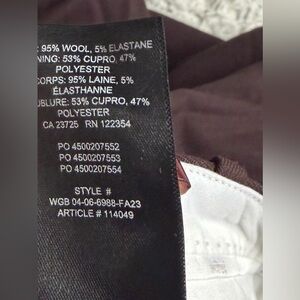 : 95% WOOL, 5% ELASTANE
NING: 53% CUPRO, 47%
POLYESTER
CORPS: 95% LAINE, 5%
ÉLASTHANNE
UBLURE: 53% CUPRO, 47%
POLYESTER
CA 23725 RN 122354
PO 4500207552
PO 4500207553
PO 4500207554
STYLE #
WGB 04-06-6988-FA23
ARTICLE # 114049